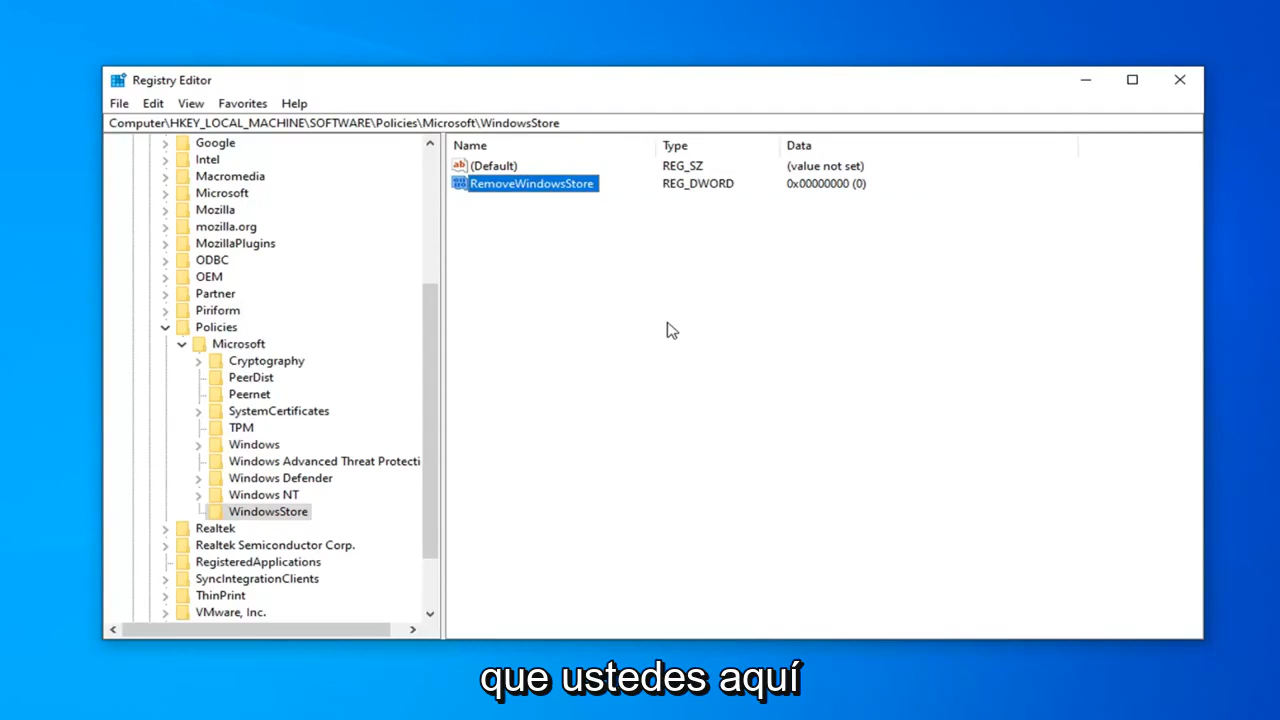 Registry Editor
File Edit View Favorites Help
Computer\HKEY_LOCAL_MACHINE\SOFTWARE\Policies\Microsoft\WindowsStore
Google
Intel
Macromedia
Microsoft
Mozilla
mozilla.org
MozillaPlugins
ODBC
OEM
Partner
Piriform
Policies
Microsoft
Cryptography
PeerDist
Peernet
SystemCertificates
TPM
Windows
Windows Advanced Threat Protecti
Windows Defender
Windows NT
WindowsStore
Realtek
Realtek Semiconductor Corp.
RegisteredApplications
SyncIntegrationClients
ThinPrint
VMware, Inc.
Name Type Data
(Default) REG_SZ (value not set)
RemoveWindowsStore REG_DWORD 0x00000000 (0)
que ustedes aquí